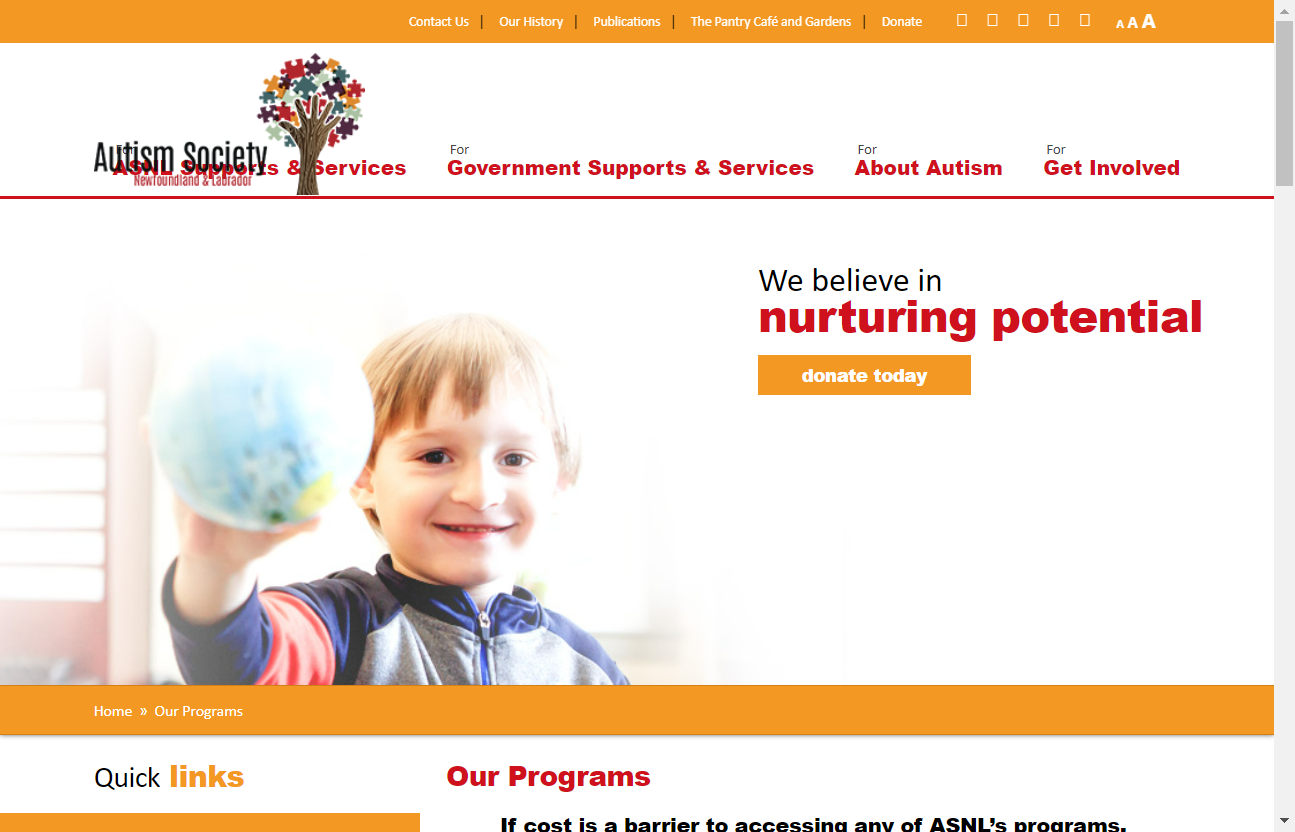 Contact Us | Our History | Publications | The Pantry Café and Gardens | Donate A A A
Autism Society
Newfoundland & Labrador
For
ASNL Supports & Services
For
Government Supports & Services
For
About Autism
For
Get Involved
We believe in
nurturing potential
donate today
Home » Our Programs
Quick links
Our Programs
If cost is a barrier to accessing any of ASNL’s programs,